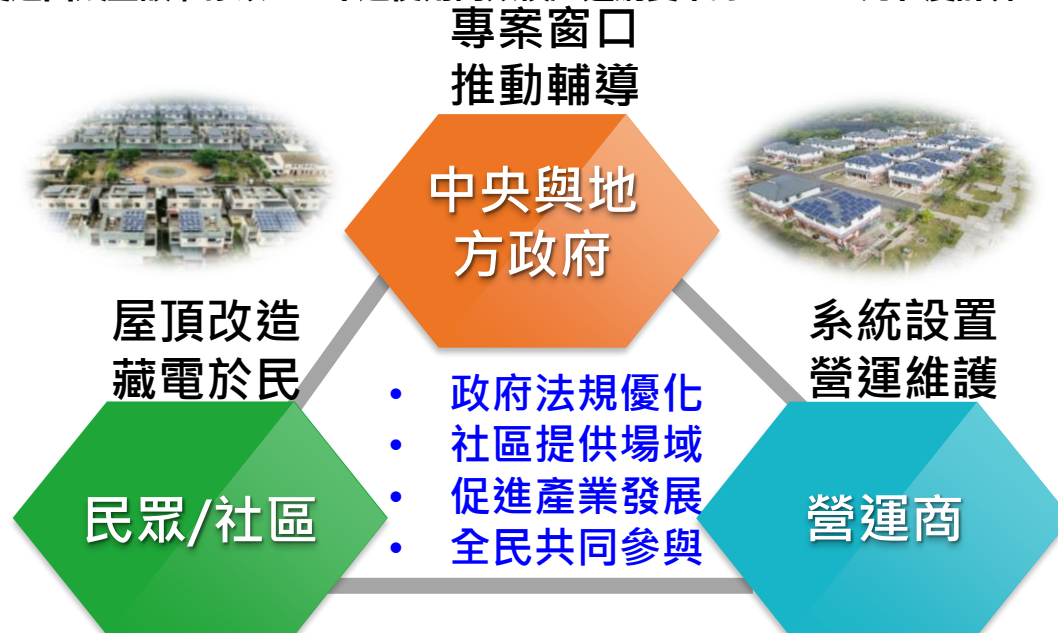 專案窗口
推動輔導
中央與地
方政府
屋頂改造
藏電於民
系統設置
營運維護
• 政府法規優化
• 社區提供場域
• 促進產業發展
• 全民共同參與
民眾/社區
營運商